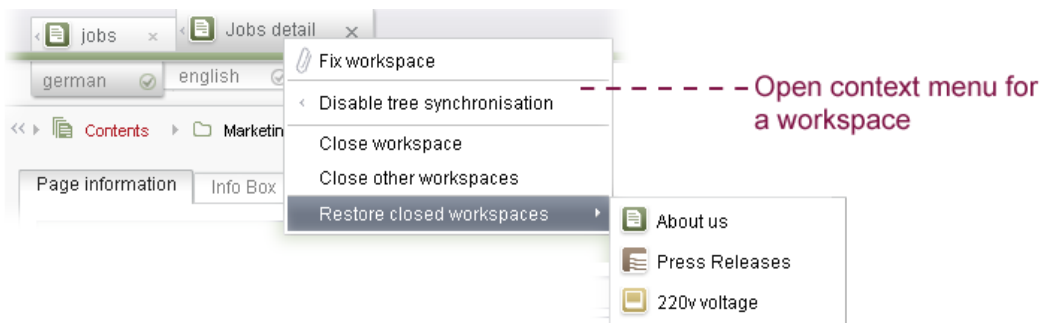 jobs
Jobs detail
german
english
Contents
Marketin
Page information
Info Box
Fix workspace
Disable tree synchronisation
Close workspace
Close other workspaces
Restore closed workspaces
About us
Press Releases
220v voltage
Open context menu for
a workspace